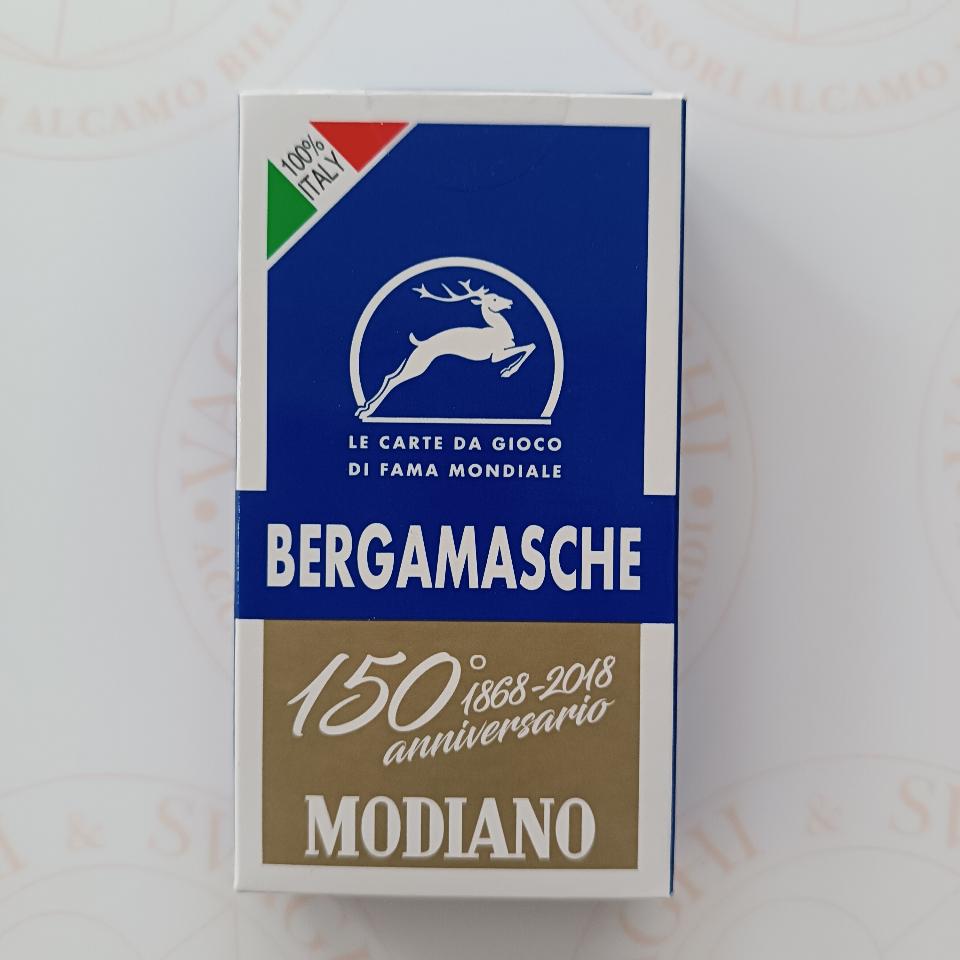 100%
ITALY
LE CARTE DA GIOCO
DI FAMA MONDIALE
BERGAMASCHE
150° 1868-2018
anniversario
MODIANO